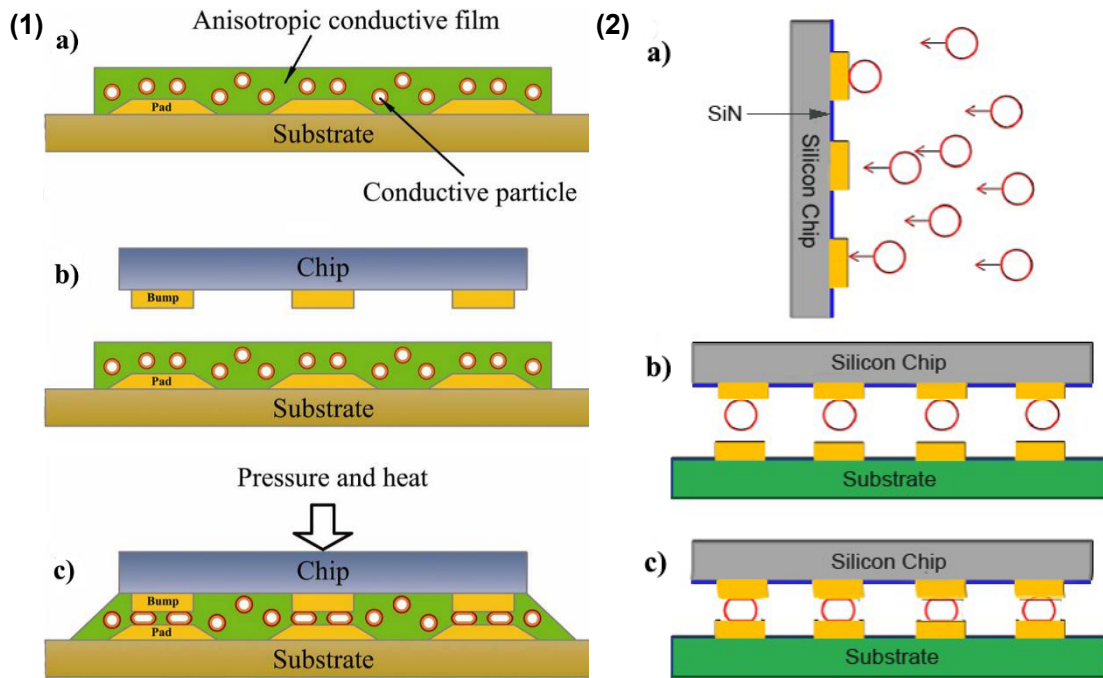 (1)
a)
Anisotropic conductive film
Pad
Substrate
Conductive particle
b)
Chip
Bump
Pad
Substrate
Pressure and heat
c)
Chip
Bump
Pad
Substrate
(2)
a)
SiN
Silicon Chip
b)
Silicon Chip
Substrate
c)
Silicon Chip
Substrate